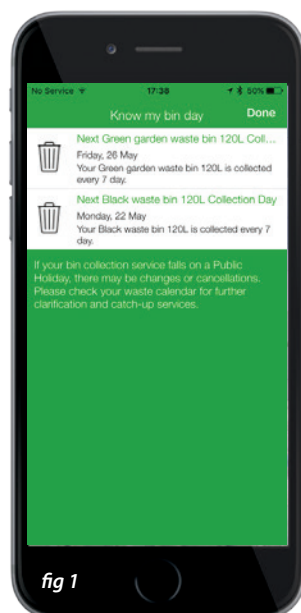 No Service 17:38 50%
Know my bin day Done
Next Green garden waste bin 120L Coll...
Friday, 26 May
Your Green garden waste bin 120L is collected
every 7 day.
Next Black waste bin 120L Collection Day
Monday, 22 May
Your Black waste bin 120L is collected every 7
day.
If your bin collection service falls on a Public
Holiday, there may be changes or cancellations.
Please check your waste calendar for further
clarification and catch-up services.
fig 1